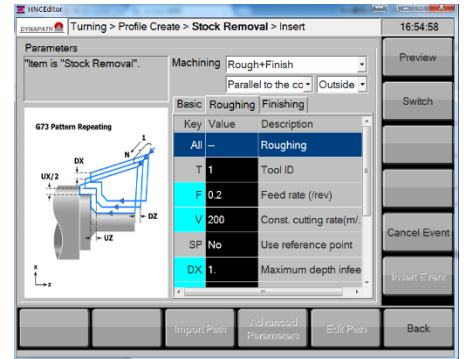 HNCEditor
DYNAPATH Turning > Profile Create > Stock Removal > Insert 16:54:58
Parameters
"Item is "Stock Removal".
Machining Rough+Finish
Parallel to the co Outside
Basic Roughing Finishing
Key Value Description
All -- Roughing
T 1 Tool ID
F 0.2 Feed rate (/rev)
V 200 Const. cutting rate(m/.
SP No Use reference point
DX 1. Maximum depth infee
G73 Pattern Repeating
1
N
DX
UX/2
DZ
UZ
x
z
Preview
Switch
Cancel Event
Insert Event
Import Path
Advanced
Parameters
Edit Path
Back